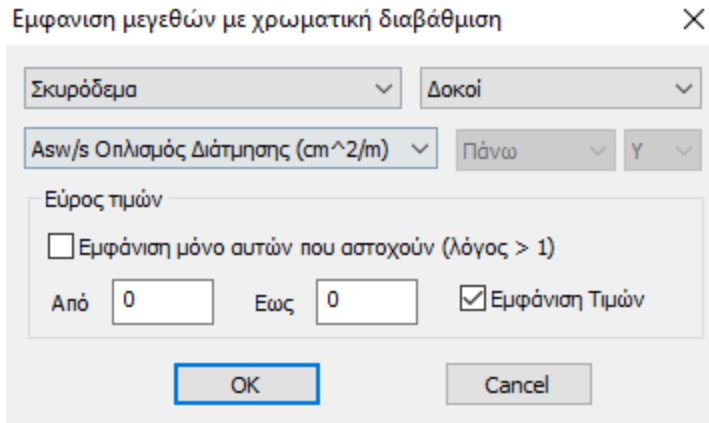 Εμφανιση μεγεθών με χρωματική διαβάθμιση
Σκυρόδεμα Δοκοί
Asw/s Οπλισμός Διάτμησης (cm^2/m) Πάνω Y
Εύρος τιμών
Εμφάνιση μόνο αυτών που αστοχούν (λόγος > 1)
Από 0 Εως 0 Εμφάνιση Τιμών
OK Cancel